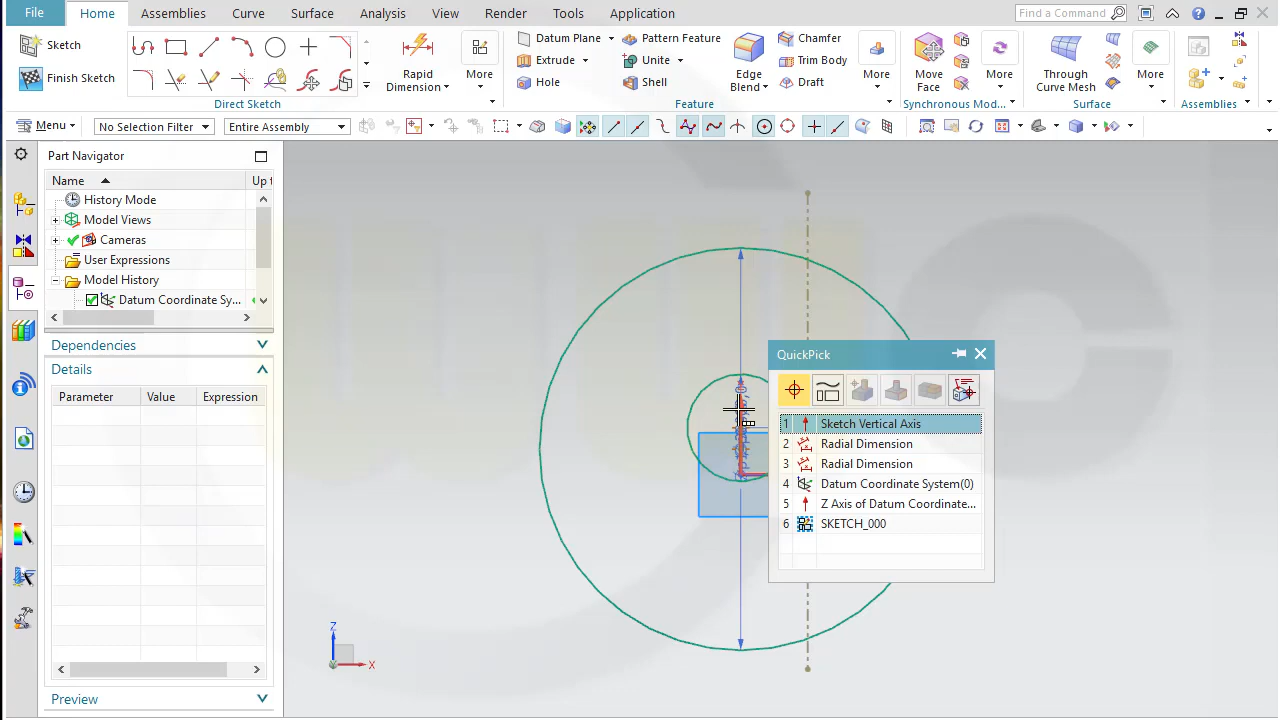 File Home Assemblies Curve Surface Analysis View Render Tools Application Find a Command
Sketch
Finish Sketch
Direct Sketch
Rapid
Dimension
More
Datum Plane
Extrude
Hole
Pattern Feature
Unite
Shell
Edge
Blend
Chamfer
Trim Body
Draft
More
Feature
Move
Face
More
Synchronous Mod...
Through
Curve Mesh
More
Surface
Assemblies
Menu
No Selection Filter
Entire Assembly
Part Navigator
Name
Up t
History Mode
Model Views
Cameras
User Expressions
Model History
Datum Coordinate Sy...
Dependencies
Details
Parameter Value Expression
Preview
Z
X
QuickPick
1 Sketch Vertical Axis
2 Radial Dimension
3 Radial Dimension
4 Datum Coordinate System(0)
5 Z Axis of Datum Coordinate...
6 SKETCH_000